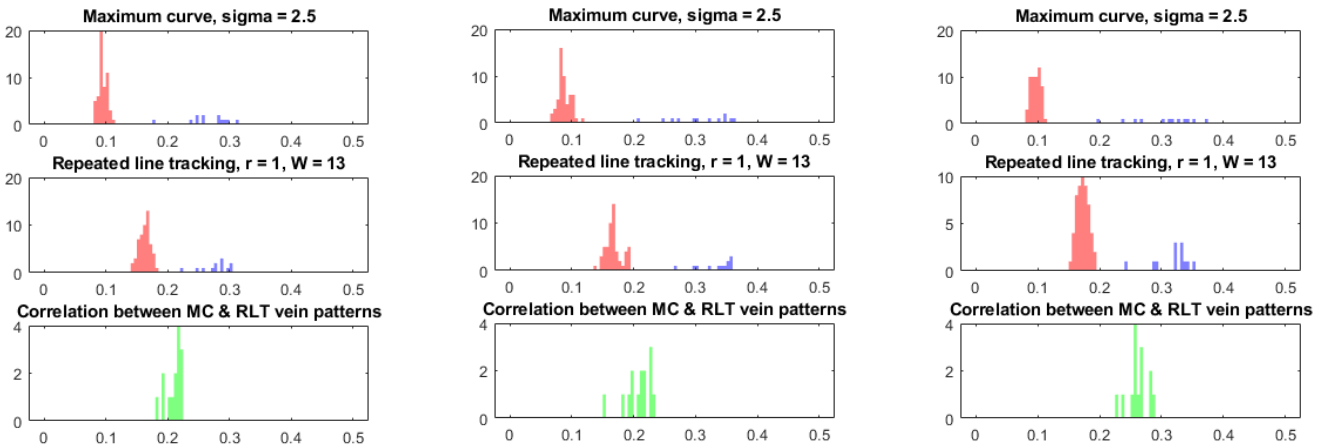 Maximum curve, sigma = 2.5
20
10
0
0 0.1 0.2 0.3 0.4 0.5
Repeated line tracking, r = 1, W = 13
20
10
0
0 0.1 0.2 0.3 0.4 0.5
Correlation between MC & RLT vein patterns
4
2
0
0 0.1 0.2 0.3 0.4 0.5
Maximum curve, sigma = 2.5
20
10
0
0 0.1 0.2 0.3 0.4 0.5
Repeated line tracking, r = 1, W = 13
20
10
0
0 0.1 0.2 0.3 0.4 0.5
Correlation between MC & RLT vein patterns
4
2
0
0 0.1 0.2 0.3 0.4 0.5
Maximum curve, sigma = 2.5
20
10
0
0 0.1 0.2 0.3 0.4 0.5
Repeated line tracking, r = 1, W = 13
10
5
0
0 0.1 0.2 0.3 0.4 0.5
Correlation between MC & RLT vein patterns
4
2
0
0 0.1 0.2 0.3 0.4 0.5